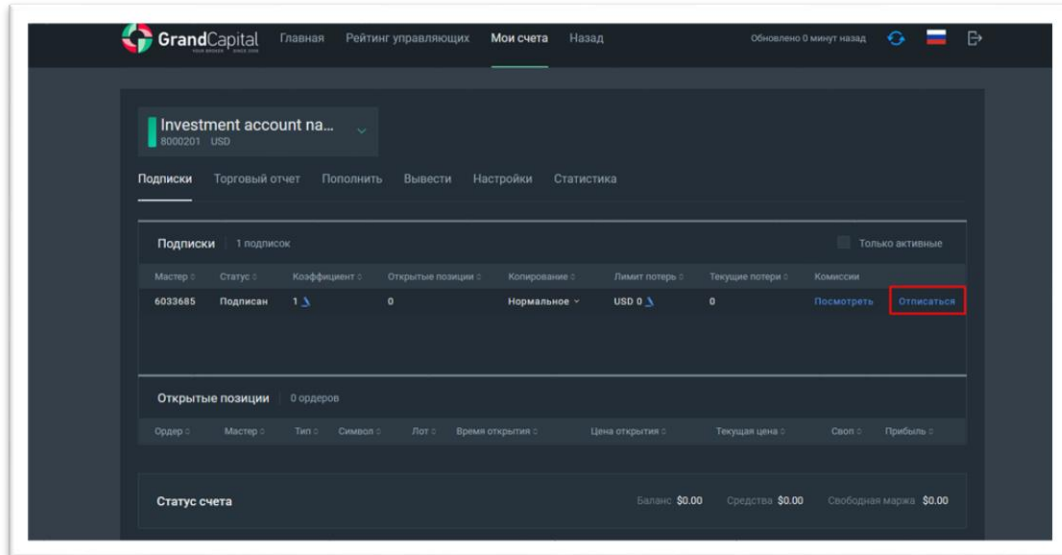 GrandCapital Главная Рейтинг управляющих Мои счета Назад Обновлено 0 минут назад
Investment account na...
8000201 USD
Подписки Торговый отчет Пополнить Вывести Настройки Статистика
Подписки 1 подписок Только активные
Мастер Статус Коэффициент Открытые позиции Копирование Лимит потерь Текущие потери Комиссии
6033685 Подписан 1 0 Нормальное USD 0 0 Посмотреть Отписаться
Открытые позиции 0 ордеров
Ордер Мастер Тип Символ Лот Время открытия Цена открытия Текущая цена Своп Прибыль
Статус счета Баланс $0.00 Средства $0.00 Свободная маржа $0.00